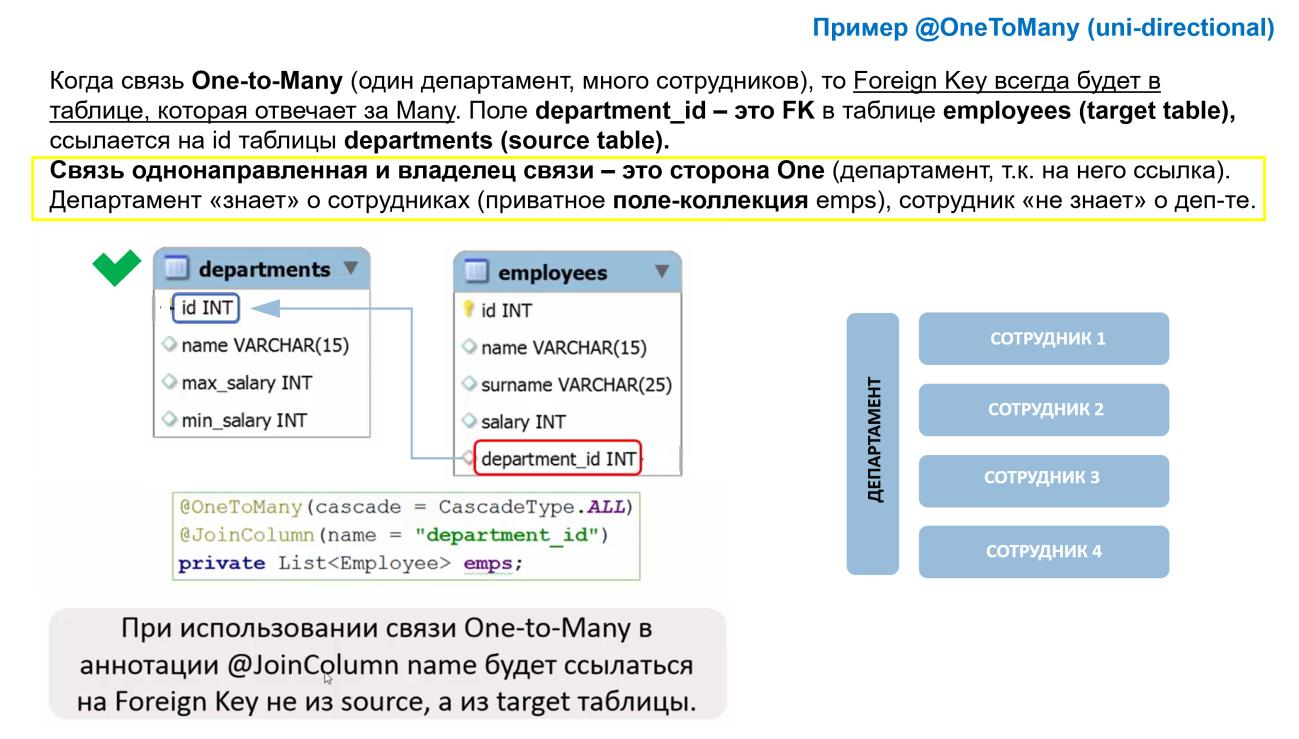 Пример @OneToMany (uni-directional)
Когда связь One-to-Many (один департамент, много сотрудников), то Foreign Key всегда будет в
таблице, которая отвечает за Many. Поле department_id – это FK в таблице employees (target table),
ссылается на id таблицы departments (source table).
Связь однонаправленная и владелец связи – это сторона One (департамент, т.к. на него ссылка).
Департамент «знает» о сотрудниках (приватное поле-коллекция emps), сотрудник «не знает» о деп-те.
departments
id INT
name VARCHAR(15)
max_salary INT
min_salary INT
employees
id INT
name VARCHAR(15)
surname VARCHAR(25)
salary INT
department_id INT
@OneToMany(cascade = CascadeType.ALL)
@JoinColumn(name = "department_id")
private List<Employee> emps;
ДЕПАРТАМЕНТ
СОТРУДНИК 1
СОТРУДНИК 2
СОТРУДНИК 3
СОТРУДНИК 4
При использовании связи One-to-Many в
аннотации @JoinColumn name будет ссылаться
на Foreign Key не из source, а из target таблицы.